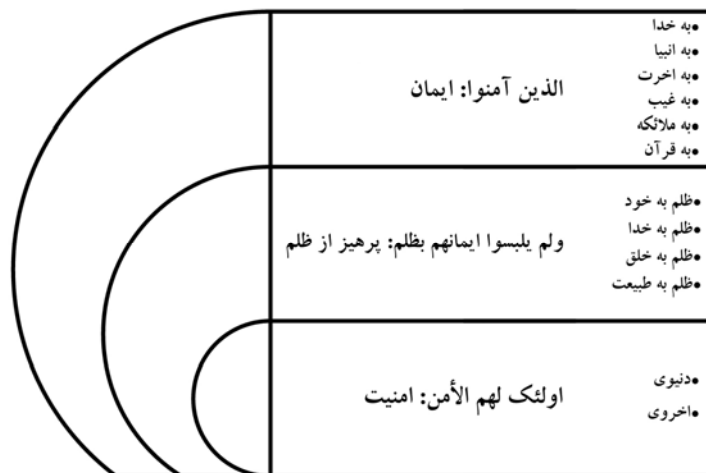 •به خدا
•به انبیا
•به اخرت
•به غیب
•به ملائکه
•به قرآن
الذین آمنوا: ایمان
•ظلم به خود
•ظلم به خدا
•ظلم به خلق
•ظلم به طبیعت
ولم یلبسوا ایمانهم بظلم: پرهیز از ظلم
•دنیوی
•اخروی
اولئک لهم الأمن: امنیت